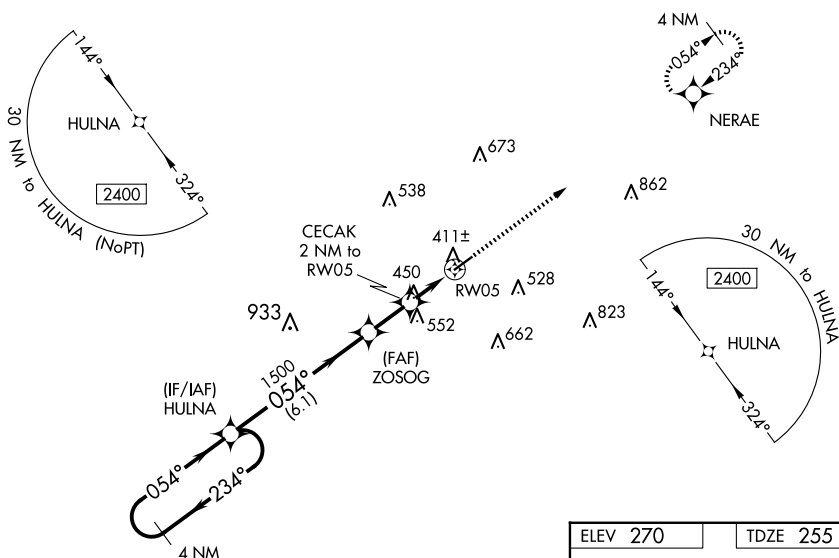 4 NM
054°
234°
NERAE
144°
HULNA
324°
2400
30 NM to HULNA (NoPT)
673
538
862
CECAK
2 NM to
RW05
411±
450
RW05
528
552
933
662
823
(FAF)
ZOSOG
30 NM to HULNA
144°
2400
HULNA
324°
1500
054°
(6.1)
(IF/IAF)
HULNA
054°
234°
4 NM
ELEV 270
TDZE 255